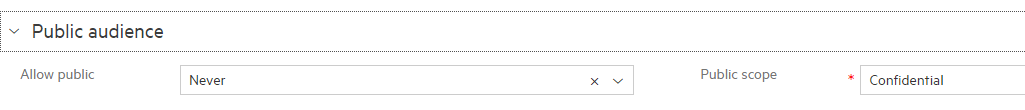 Public audience
Allow public Never Public scope * Confidential